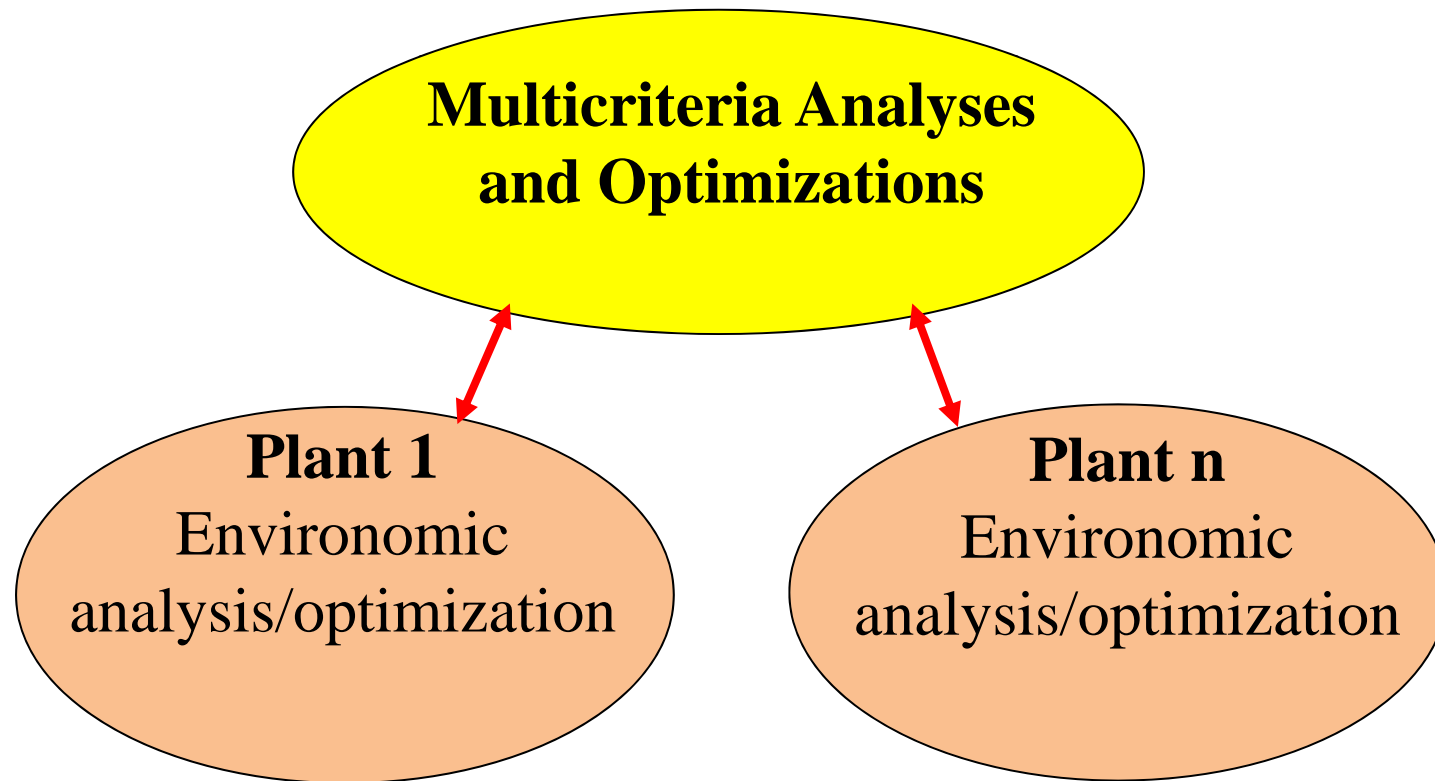 Multicriteria Analyses
and Optimizations
Plant 1
Environomic
analysis/optimization
Plant n
Environomic
analysis/optimization